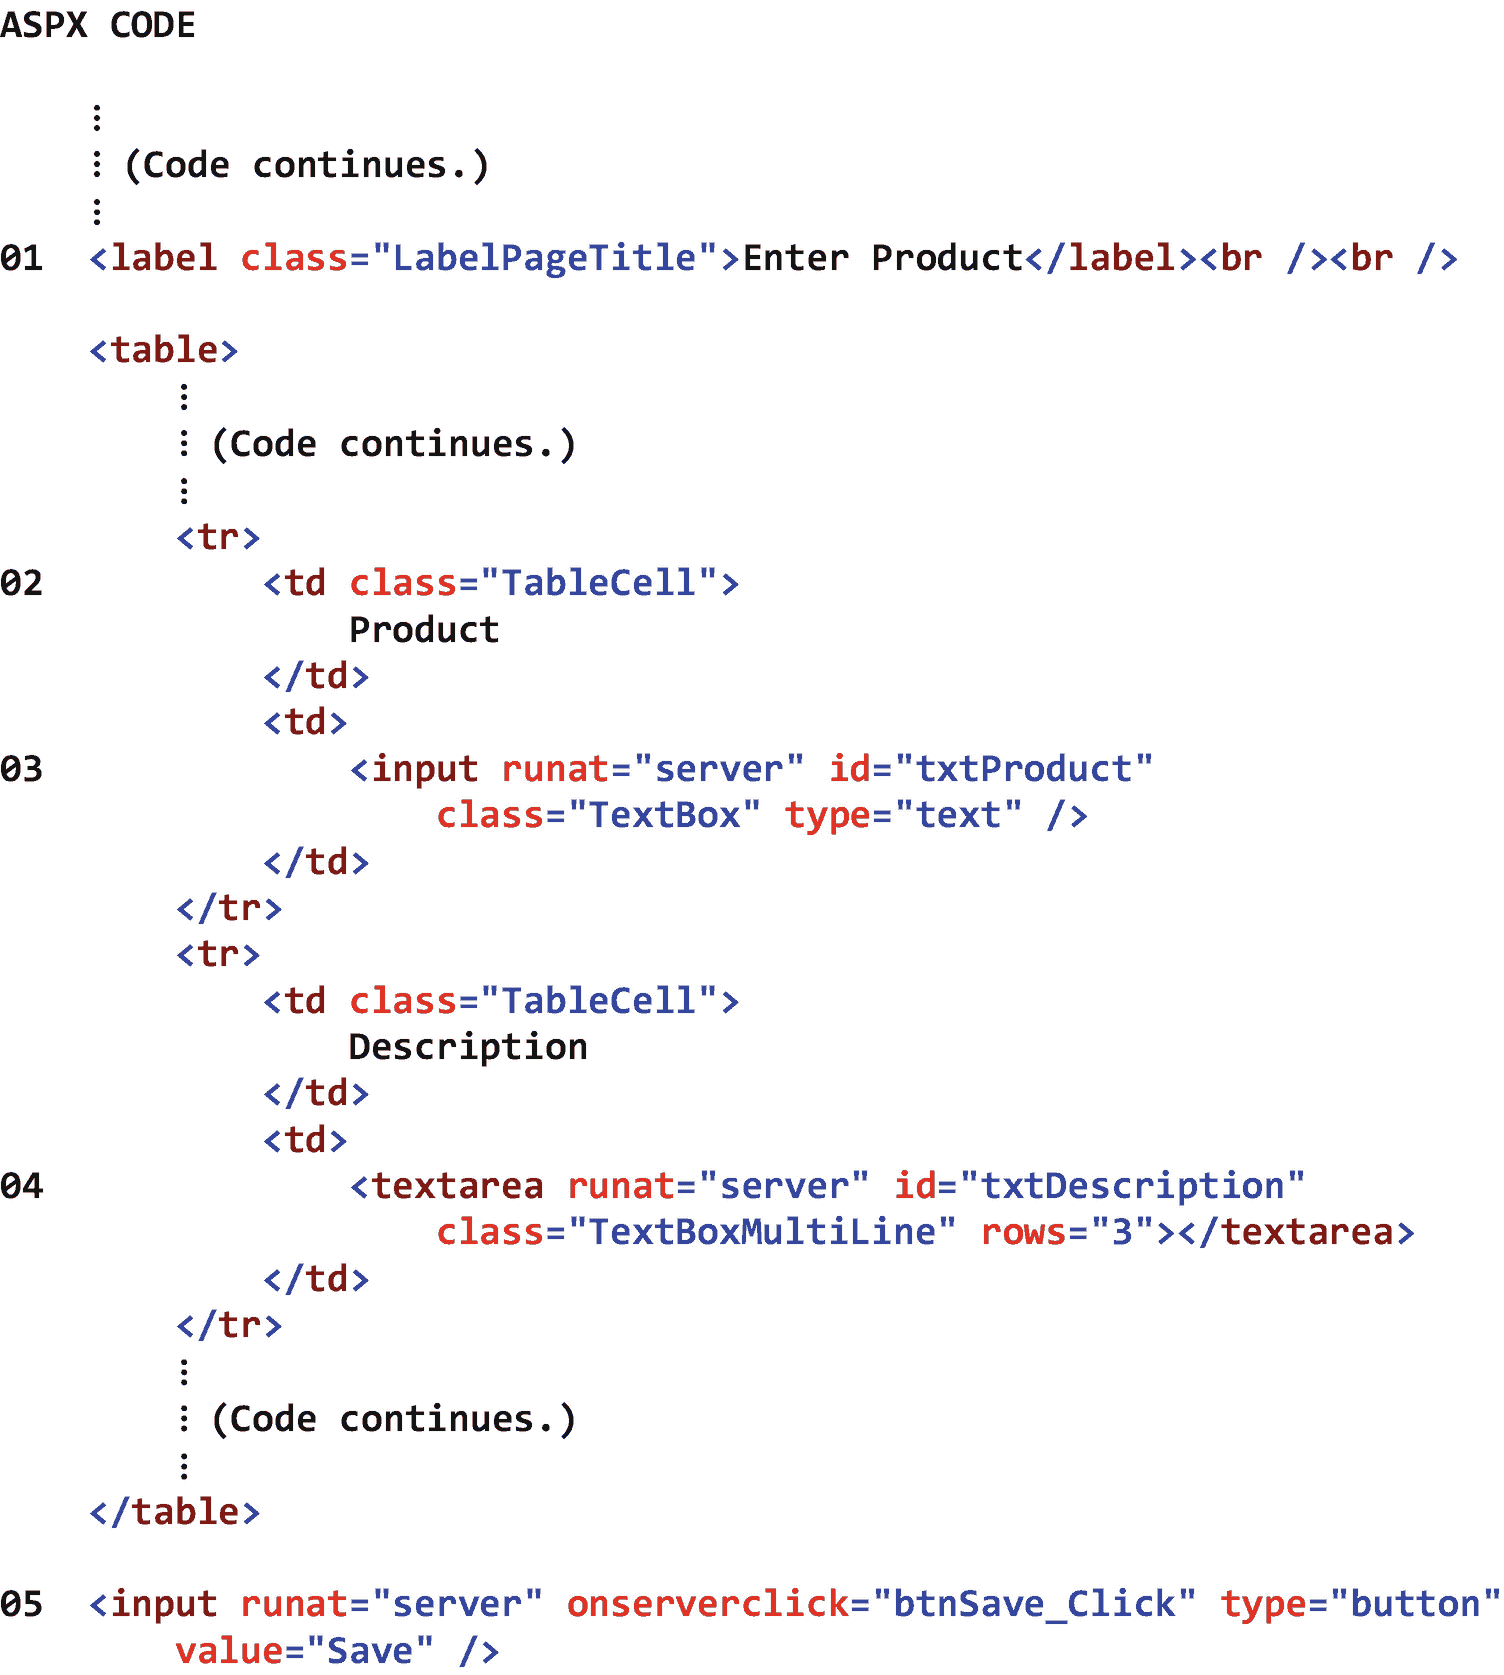 ASPX CODE
⋮
⋮ (Code continues.)
⋮
01 <label class="LabelPageTitle">Enter Product</label><br /><br />
<table>
⋮
⋮ (Code continues.)
⋮
<tr>
02 <td class="TableCell">
Product
</td>
<td>
03 <input runat="server" id="txtProduct"
class="TextBox" type="text" />
</td>
</tr>
<tr>
<td class="TableCell">
Description
</td>
<td>
04 <textarea runat="server" id="txtDescription"
class="TextBoxMultiLine" rows="3"></textarea>
</td>
</tr>
⋮
⋮ (Code continues.)
⋮
</table>
05 <input runat="server" onserverclick="btnSave_Click" type="button"
value="Save" />